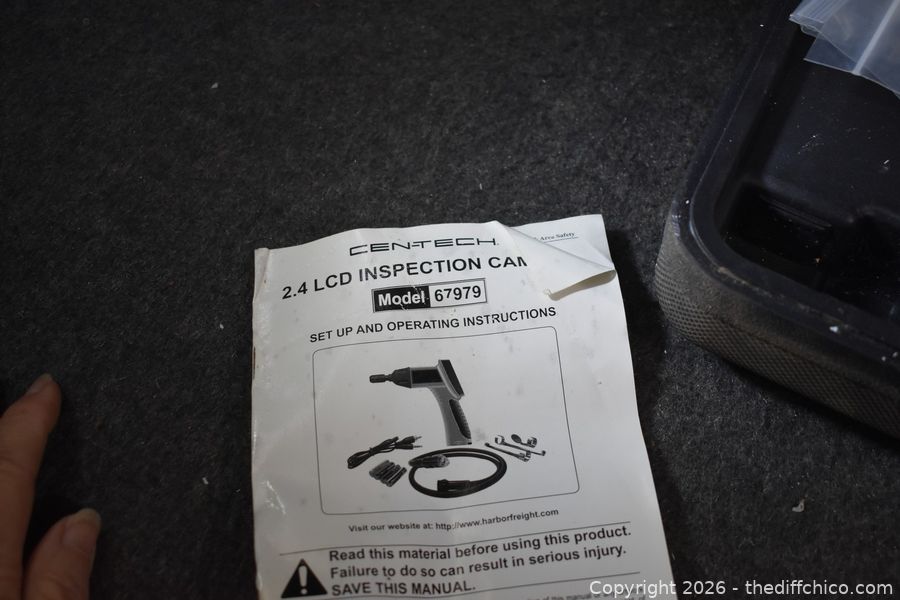 CEN-TECH
Area Safety
2.4 LCD INSPECTION
Model 67979
SET UP AND OPERATING INSTRUCTIONS
Visit our website at: http://www.harborfreight.com
Read this material before using this product.
Failure to do so can result in serious injury.
SAVE THIS MANUAL.
Copyright 2026 - thediffchico.com